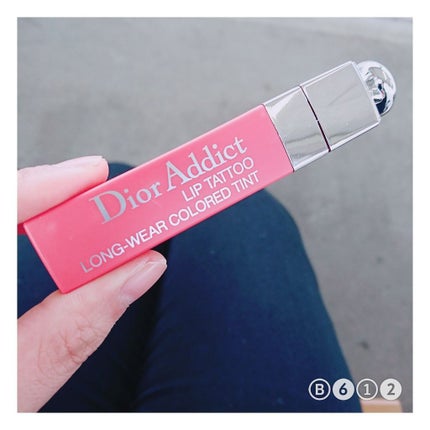 Dior Addict
LIP TATTOO
LONG-WEAR COLORED TINT
B612